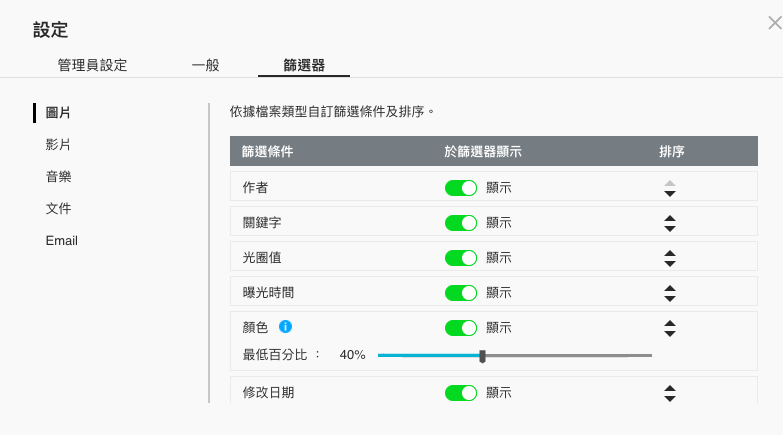 設定
管理員設定 一般 篩選器
圖片
影片
音樂
文件
Email
依據檔案類型自訂篩選條件及排序。
篩選條件 於篩選器顯示 排序
作者 顯示
關鍵字 顯示
光圈值 顯示
曝光時間 顯示
顏色 顯示
最低百分比 : 40%
修改日期 顯示